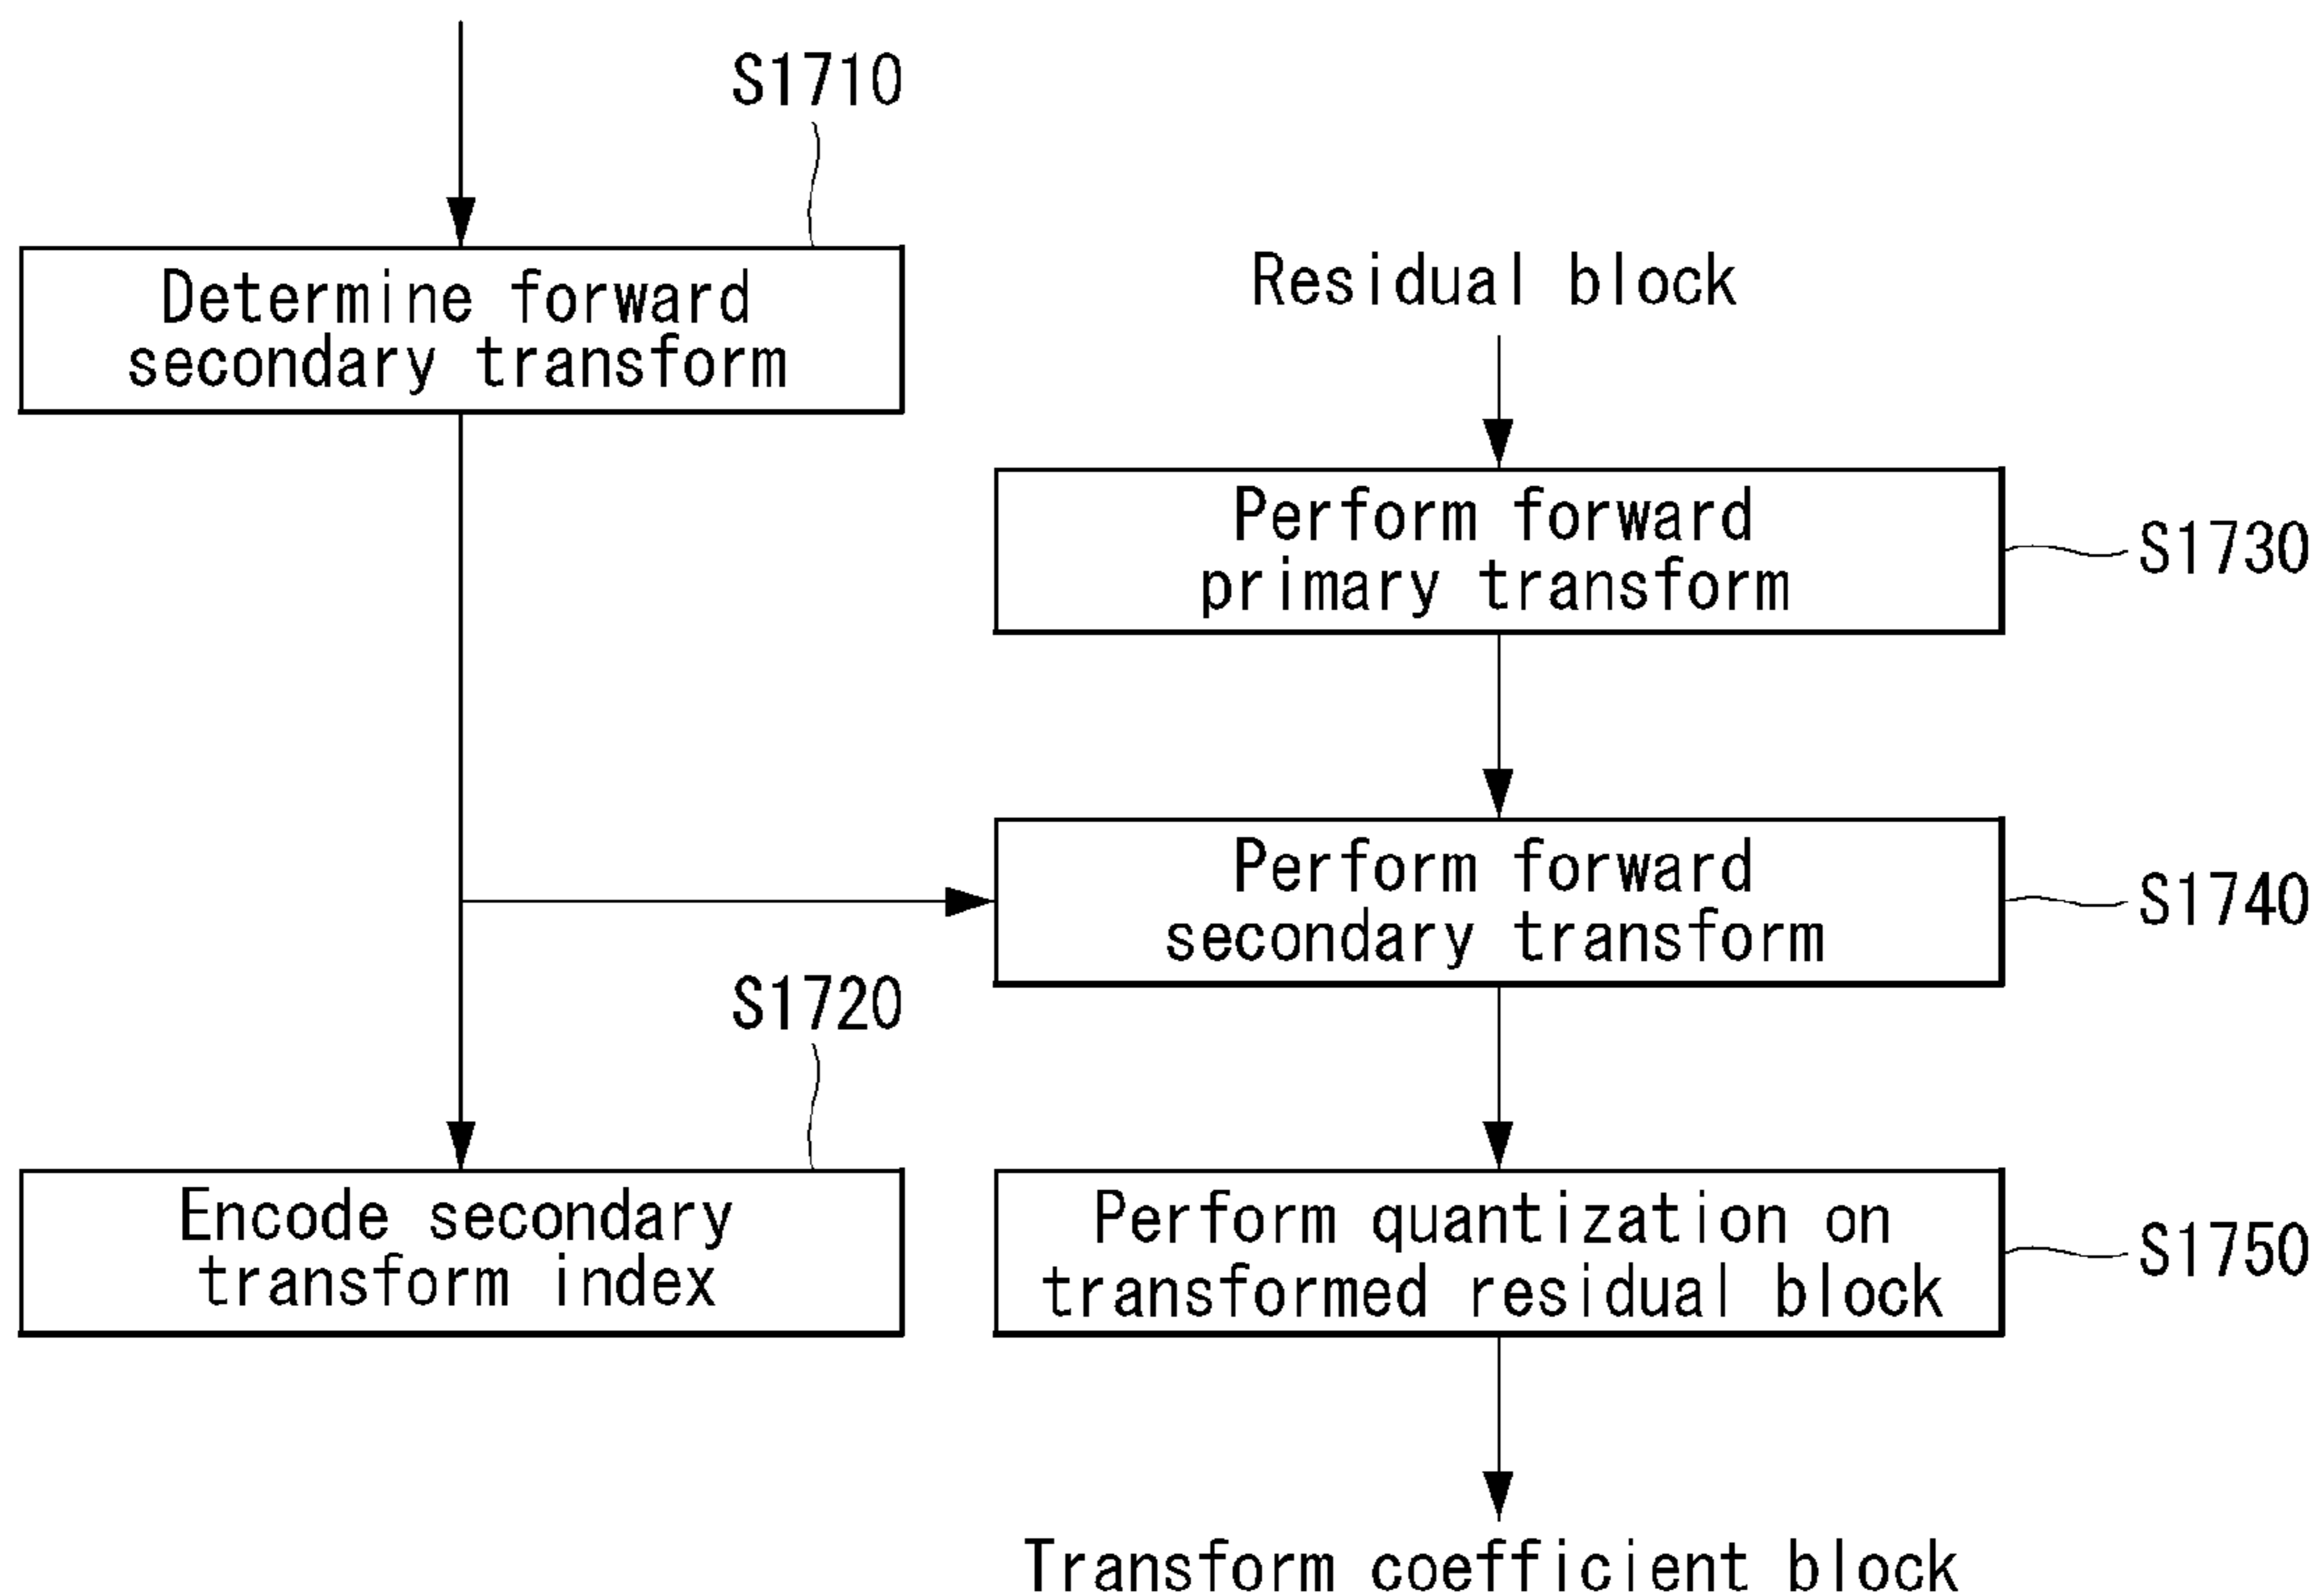 S1710
Determine forward
secondary transform
Residual block
Perform forward
primary transform
S1730
Perform forward
secondary transform
S1740
S1720
Encode secondary
transform index
Perform quantization on
transformed residual block
S1750
Transform coefficient block